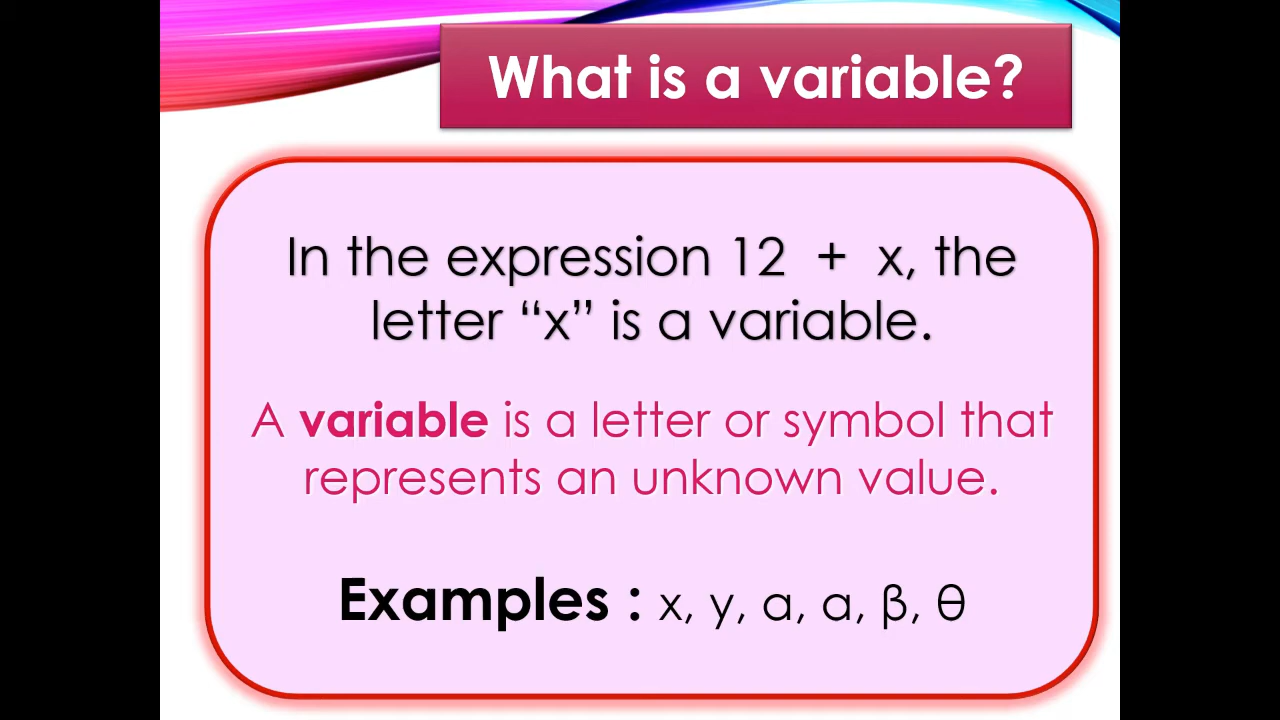 What is a variable?
In the expression 12 + x, the
letter “x” is a variable.
A variable is a letter or symbol that
represents an unknown value.
Examples : x, y, a, α, β, θ